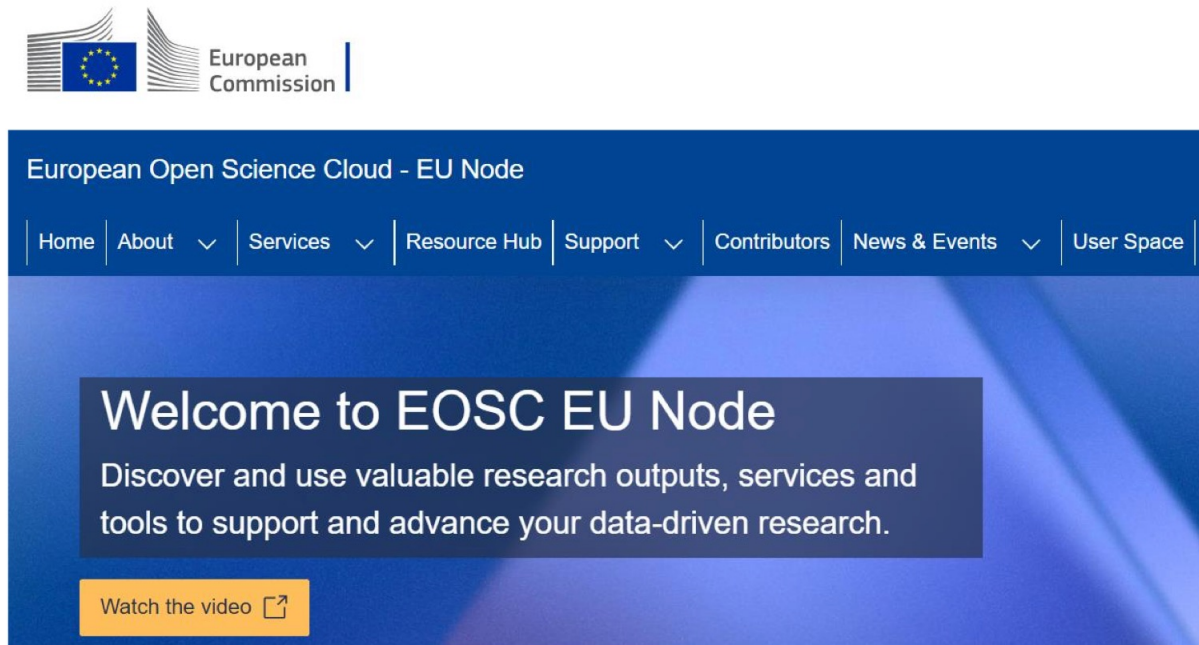 European
Commission
European Open Science Cloud - EU Node
Home About Services Resource Hub Support Contributors News & Events User Space
Welcome to EOSC EU Node
Discover and use valuable research outputs, services and
tools to support and advance your data-driven research.
Watch the video